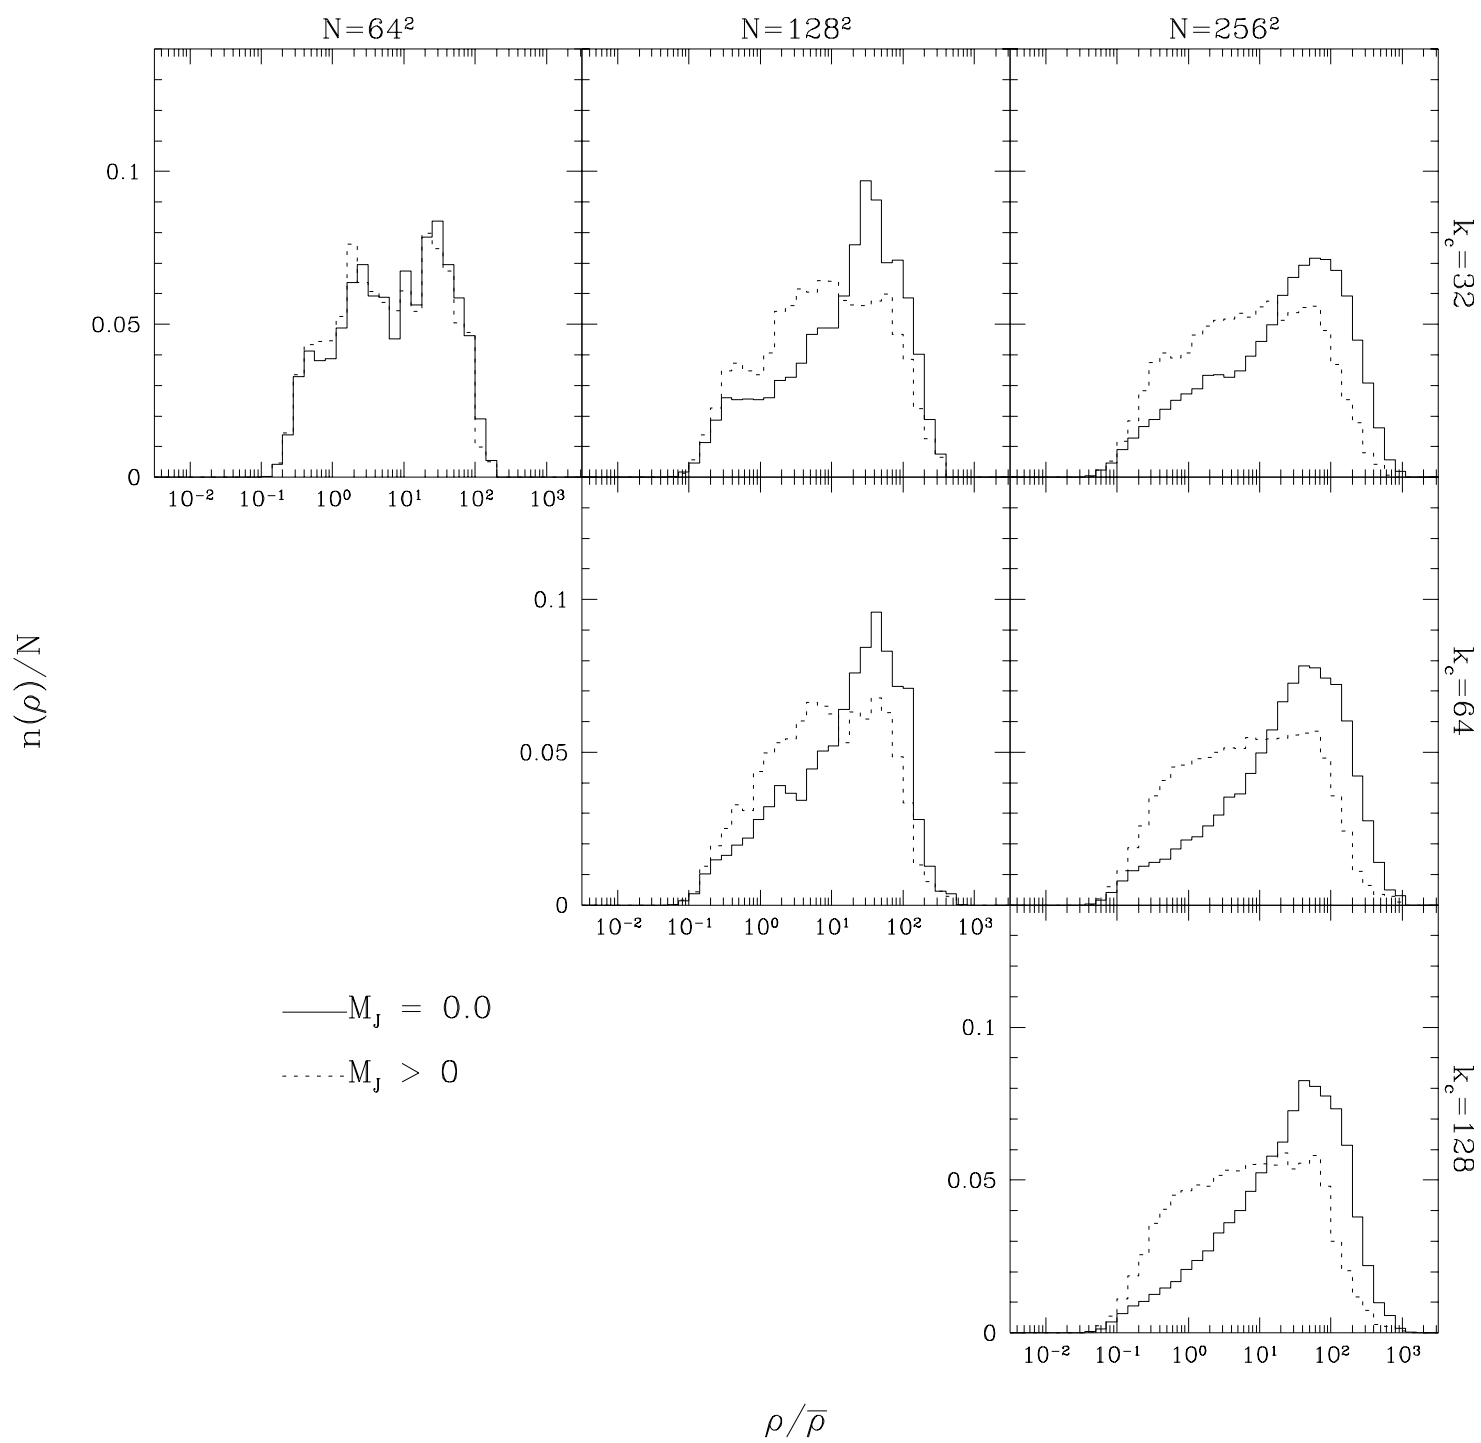 N=64² N=128² N=256²
0.1
0.05
0
10⁻² 10⁻¹ 10⁰ 10¹ 10² 10³
k_c=32
0.1
0.05
0
10⁻² 10⁻¹ 10⁰ 10¹ 10² 10³
k_c=64
n(ρ)/N
M_J = 0.0
M_J > 0
0.1
0.05
0
10⁻² 10⁻¹ 10⁰ 10¹ 10² 10³
k_c=128
ρ/ρ̅